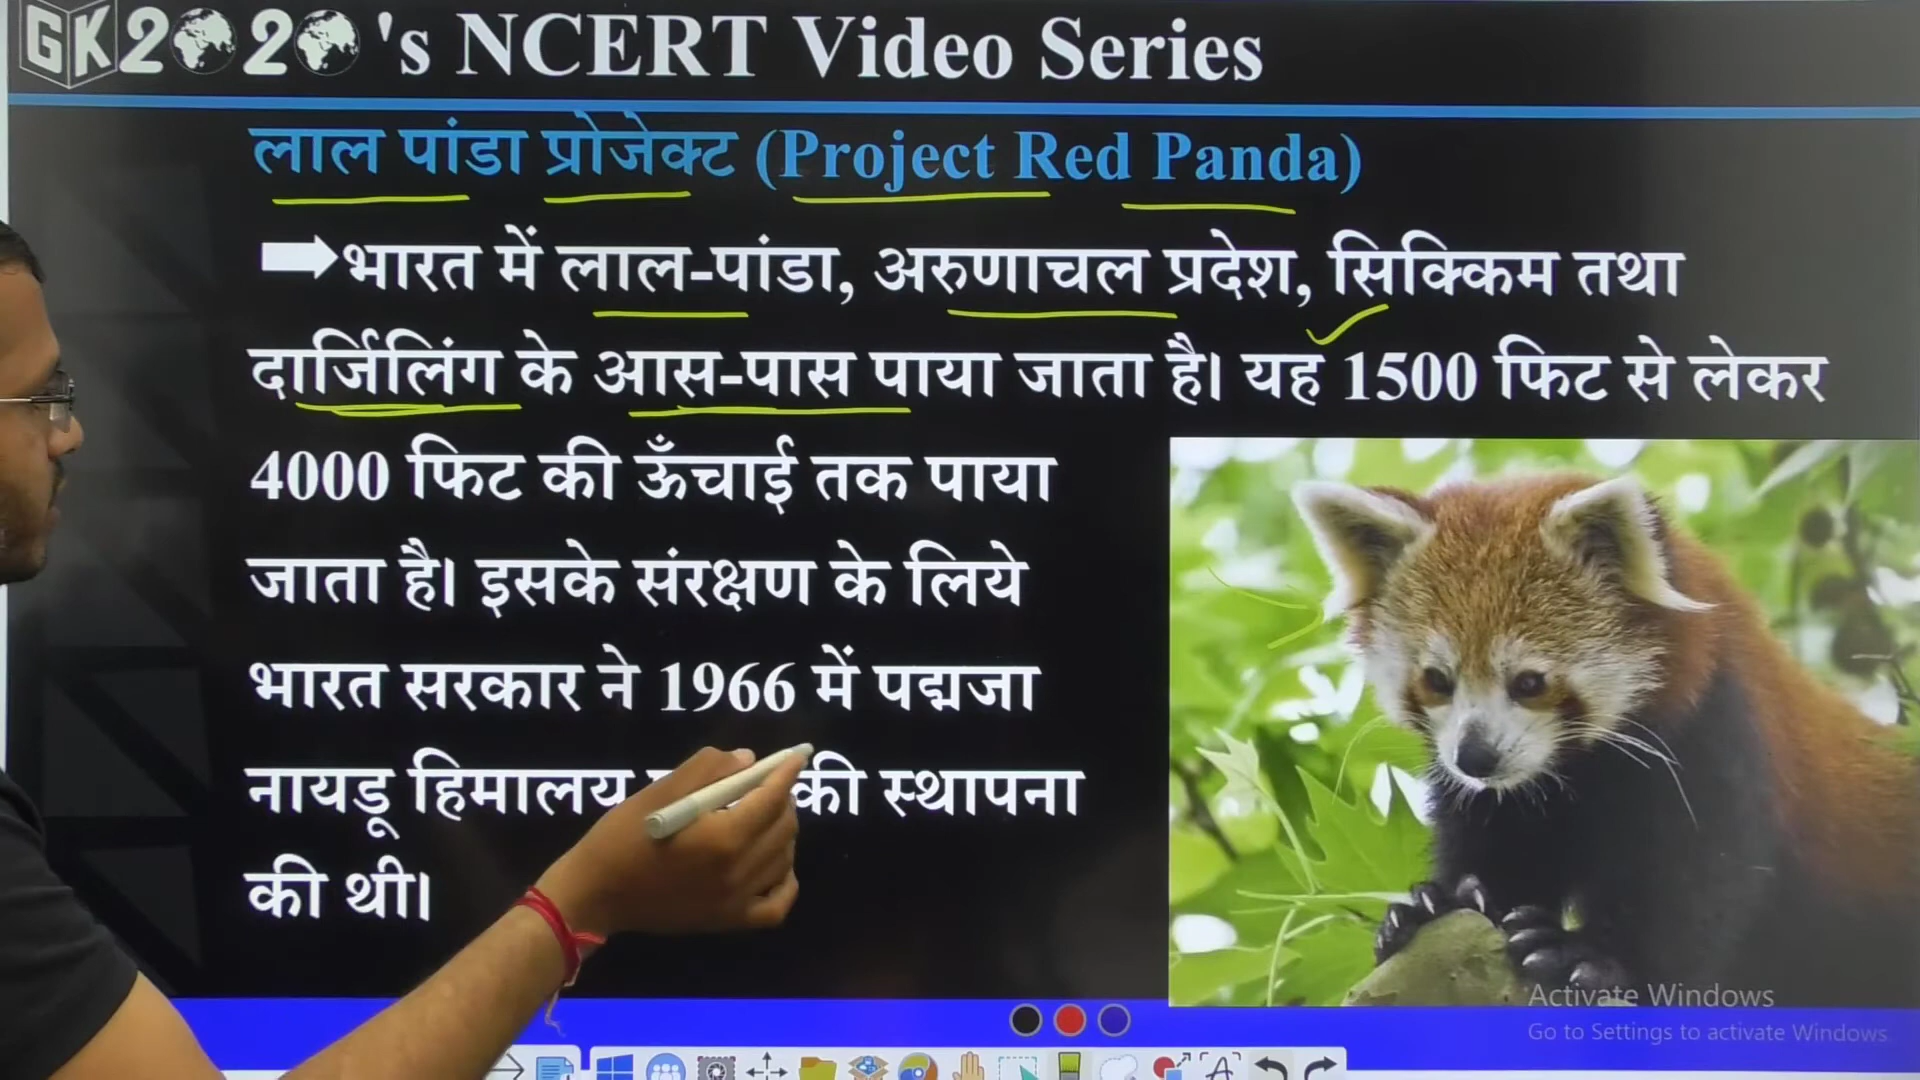 GK2020's NCERT Video Series
लाल पांडा प्रोजेक्ट (Project Red Panda)
भारत में लाल-पांडा, अरुणाचल प्रदेश, सिक्किम तथा
दार्जिलिंग के आस-पास पाया जाता है। यह 1500 फिट से लेकर
4000 फिट की ऊँचाई तक पाया
जाता है। इसके संरक्षण के लिये
भारत सरकार ने 1966 में पद्मजा
नायडू हिमालय की स्थापना
की थी।
Activate Windows
Go to Settings to activate Windows.